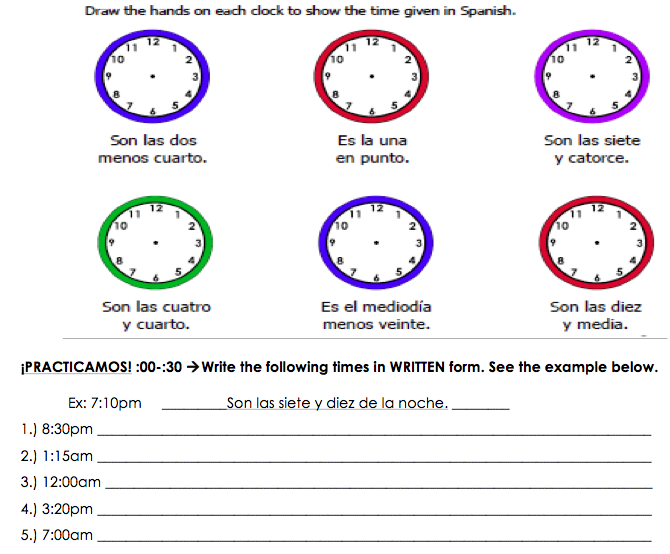 Draw the hands on each clock to show the time given in Spanish.
12 1 2 3 4 5 6 7 8 9 10 11
12 1 2 3 4 5 6 7 8 9 10 11
12 1 2 3 4 5 6 7 8 9 10 11
Son las dos
menos cuarto.
Es la una
en punto.
Son las siete
y catorce.
12 1 2 3 4 5 6 7 8 9 10 11
12 1 2 3 4 5 6 7 8 9 10 11
12 1 2 3 4 5 6 7 8 9 10 11
Son las cuatro
y cuarto.
Es el mediodía
menos veinte.
Son las diez
y media.
¡PRACTICAMOS! :00-:30 →Write the following times in WRITTEN form. See the example below.
Ex: 7:10pm ________Son las siete y diez de la noche.________
1.) 8:30pm
2.) 1:15am
3.) 12:00am
4.) 3:20pm
5.) 7:00am